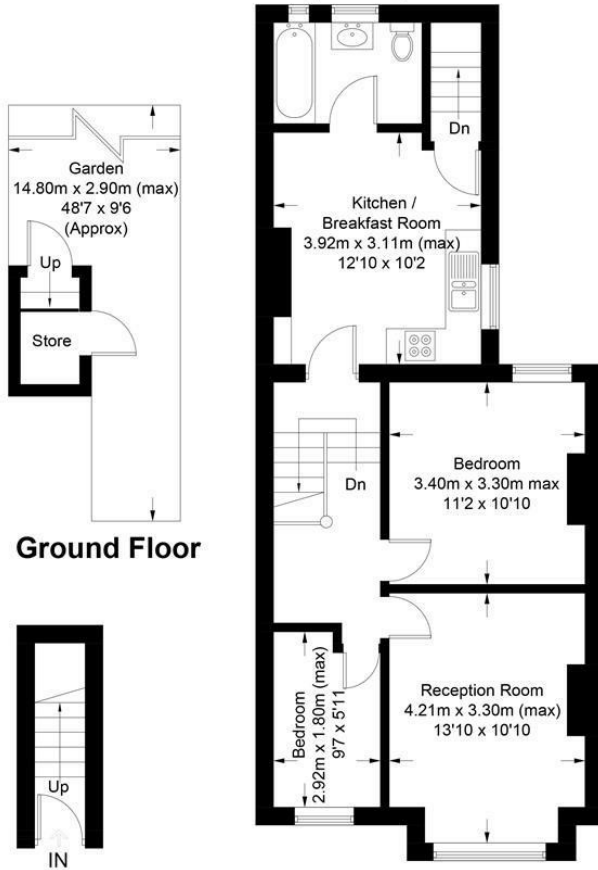 Garden
14.80m x 2.90m (max)
48'7 x 9'6
(Approx)
Up
Store
Ground Floor
Up
IN
Dn
Kitchen /
Breakfast Room
3.92m x 3.11m (max)
12'10 x 10'2
Dn
Bedroom
3.40m x 3.30m max
11'2 x 10'10
Bedroom
2.92m x 1.80m (max)
9'7 x 5'11
Reception Room
4.21m x 3.30m (max)
13'10 x 10'10